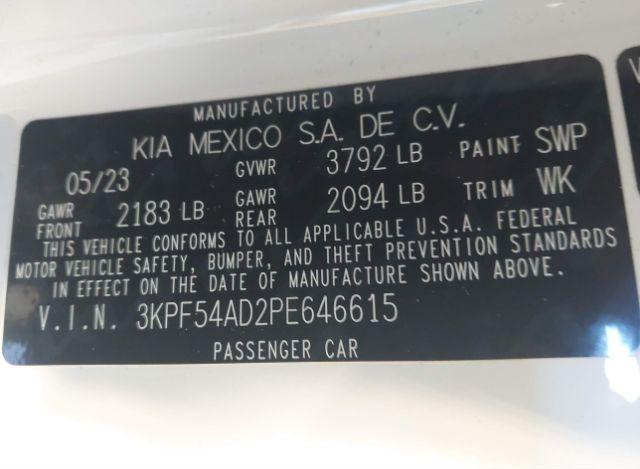 MANUFACTURED BY
KIA MEXICO S.A. DE C.V.
05/23 GVWR 3792 LB PAINT SWP
GAWR FRONT 2183 LB GAWR REAR 2094 LB TRIM WK
THIS VEHICLE CONFORMS TO ALL APPLICABLE U.S.A. FEDERAL
MOTOR VEHICLE SAFETY, BUMPER, AND THEFT PREVENTION STANDARDS
IN EFFECT ON THE DATE OF MANUFACTURE SHOWN ABOVE.
V.I.N. 3KPF54AD2PE646615
PASSENGER CAR